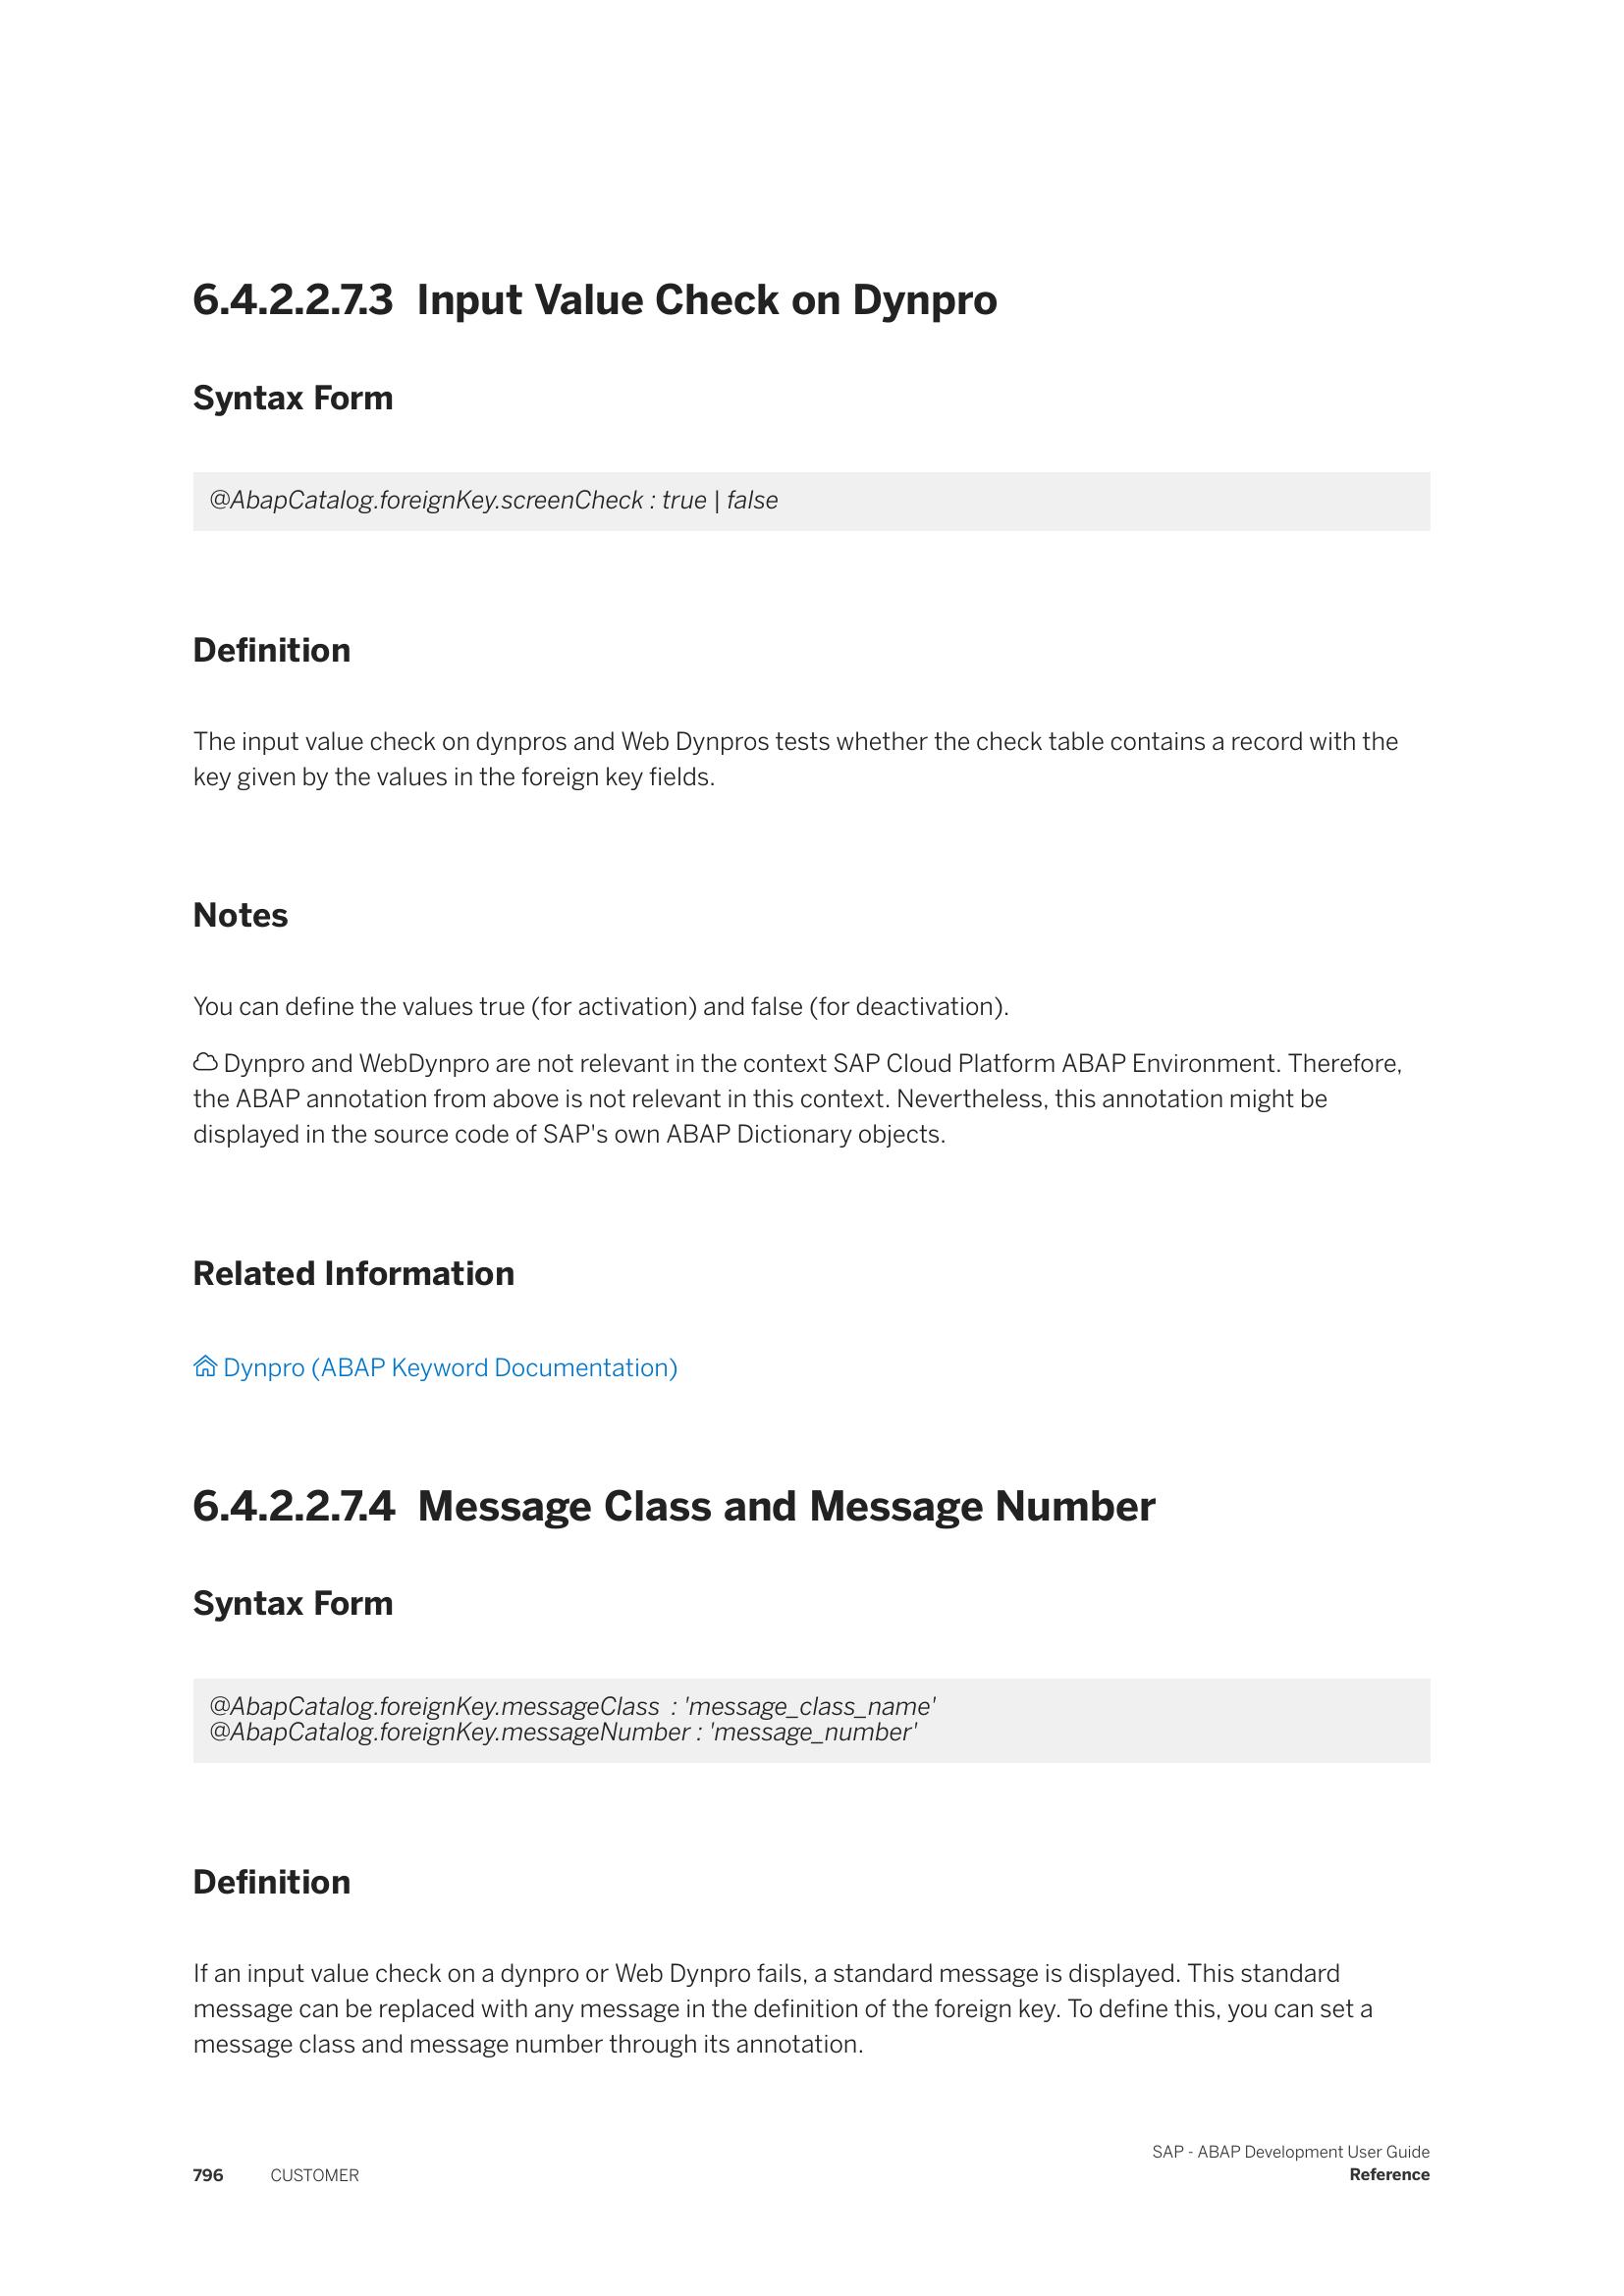 6.4.2.2.7.3 Input Value Check on Dynpro
Syntax Form
@AbapCatalog.foreignKey.screenCheck : true | false
Definition
The input value check on dynpros and Web Dynpros tests whether the check table contains a record with the
key given by the values in the foreign key fields.
Notes
You can define the values true (for activation) and false (for deactivation).
Dynpro and WebDynpro are not relevant in the context SAP Cloud Platform ABAP Environment. Therefore,
the ABAP annotation from above is not relevant in this context. Nevertheless, this annotation might be
displayed in the source code of SAP's own ABAP Dictionary objects.
Related Information
Dynpro (ABAP Keyword Documentation)
6.4.2.2.7.4 Message Class and Message Number
Syntax Form
@AbapCatalog.foreignKey.messageClass : 'message_class_name'
@AbapCatalog.foreignKey.messageNumber : 'message_number'
Definition
If an input value check on a dynpro or Web Dynpro fails, a standard message is displayed. This standard
message can be replaced with any message in the definition of the foreign key. To define this, you can set a
message class and message number through its annotation.
SAP - ABAP Development User Guide
796 CUSTOMER Reference